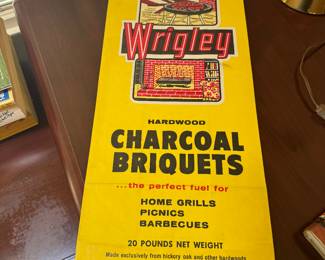 Wrigley
HARDWOOD
CHARCOAL
BRIQUETS
...the perfect fuel for
HOME GRILLS
PICNICS
BARBECUES
20 POUNDS NET WEIGHT
Made exclusively from hickory oak and other hardwoods